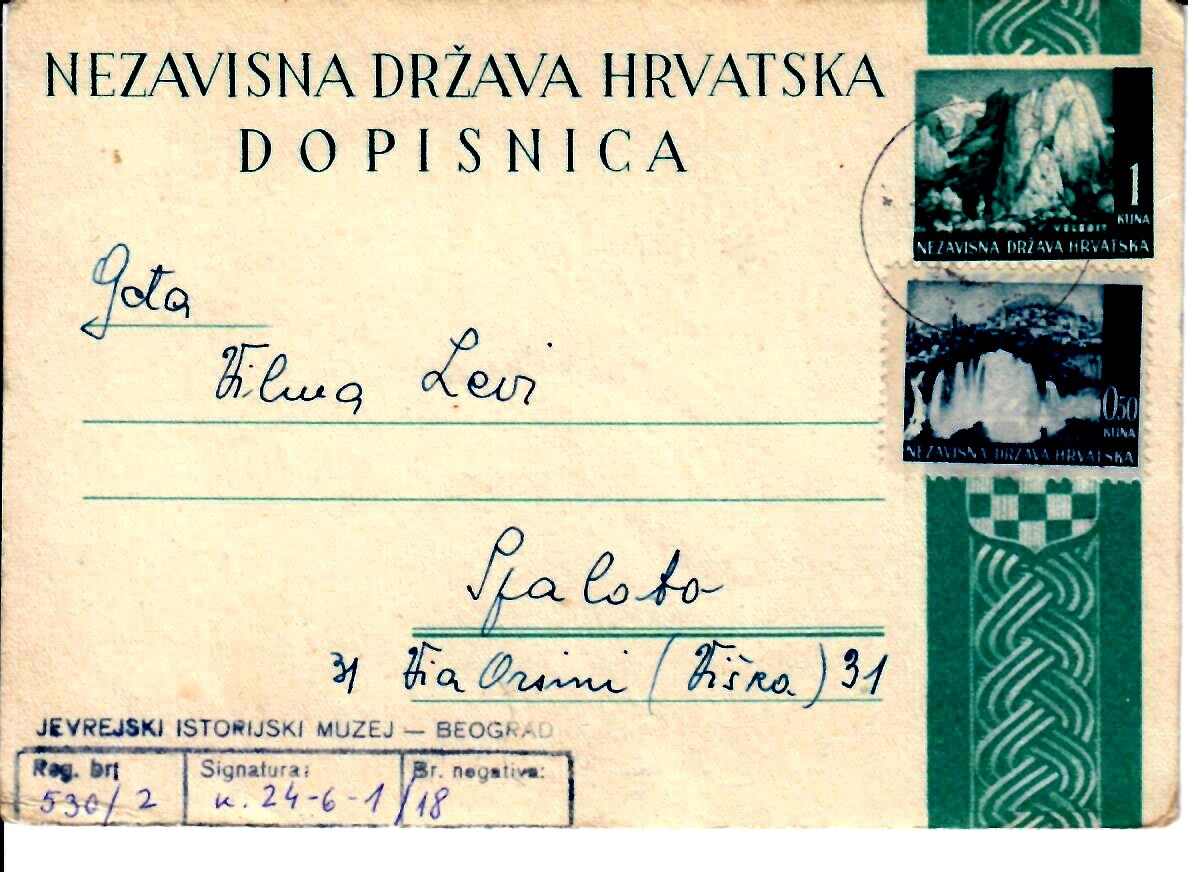 NEZAVISNA DRŽAVA HRVATSKA
DOPISNICA
1
KUNA
VELEBIT
NEZAVISNA DRŽAVA HRVATSKA
0,50
KUNA
NEZAVISNA DRŽAVA HRVATSKA
Gđa
Vilma Levi
Spalato
31 Via Orsini (Viška) 31
JEVREJSKI ISTORIJSKI MUZEJ — BEOGRAD
Reg. br: Signatura: Br. negativa:
530/2 K. 24-6-1/18